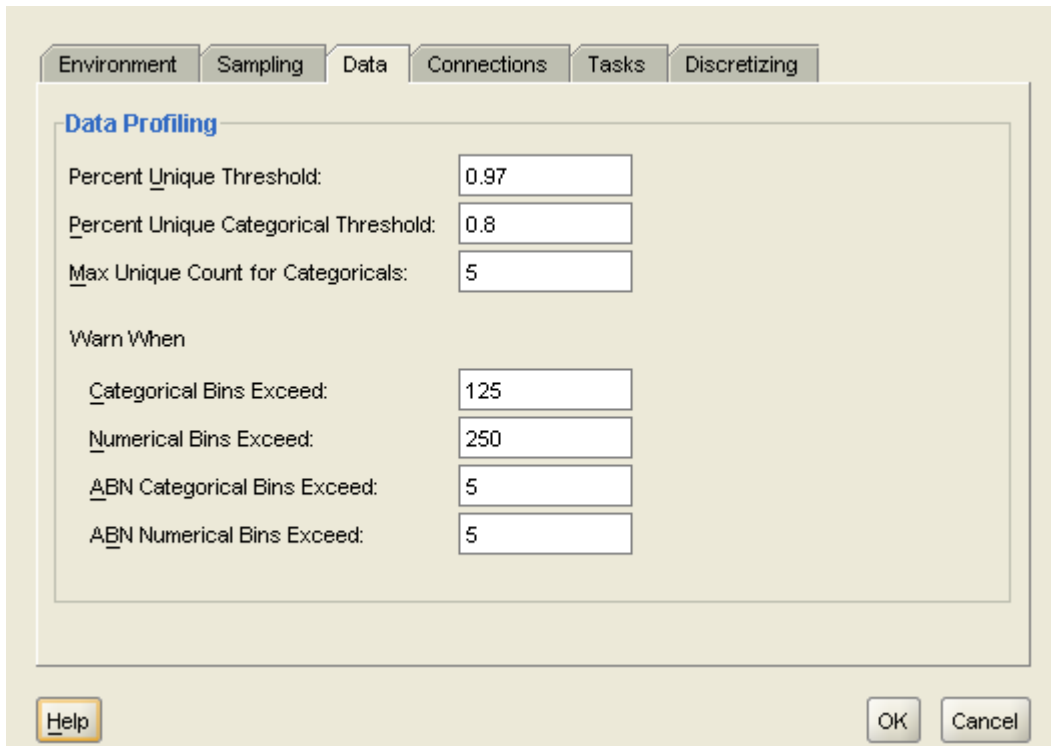 Environment Sampling Data Connections Tasks Discretizing
Data Profiling
Percent Unique Threshold: 0.97
Percent Unique Categorical Threshold: 0.8
Max Unique Count for Categoricals: 5
Warn When
Categorical Bins Exceed: 125
Numerical Bins Exceed: 250
ABN Categorical Bins Exceed: 5
ABN Numerical Bins Exceed: 5
Help OK Cancel